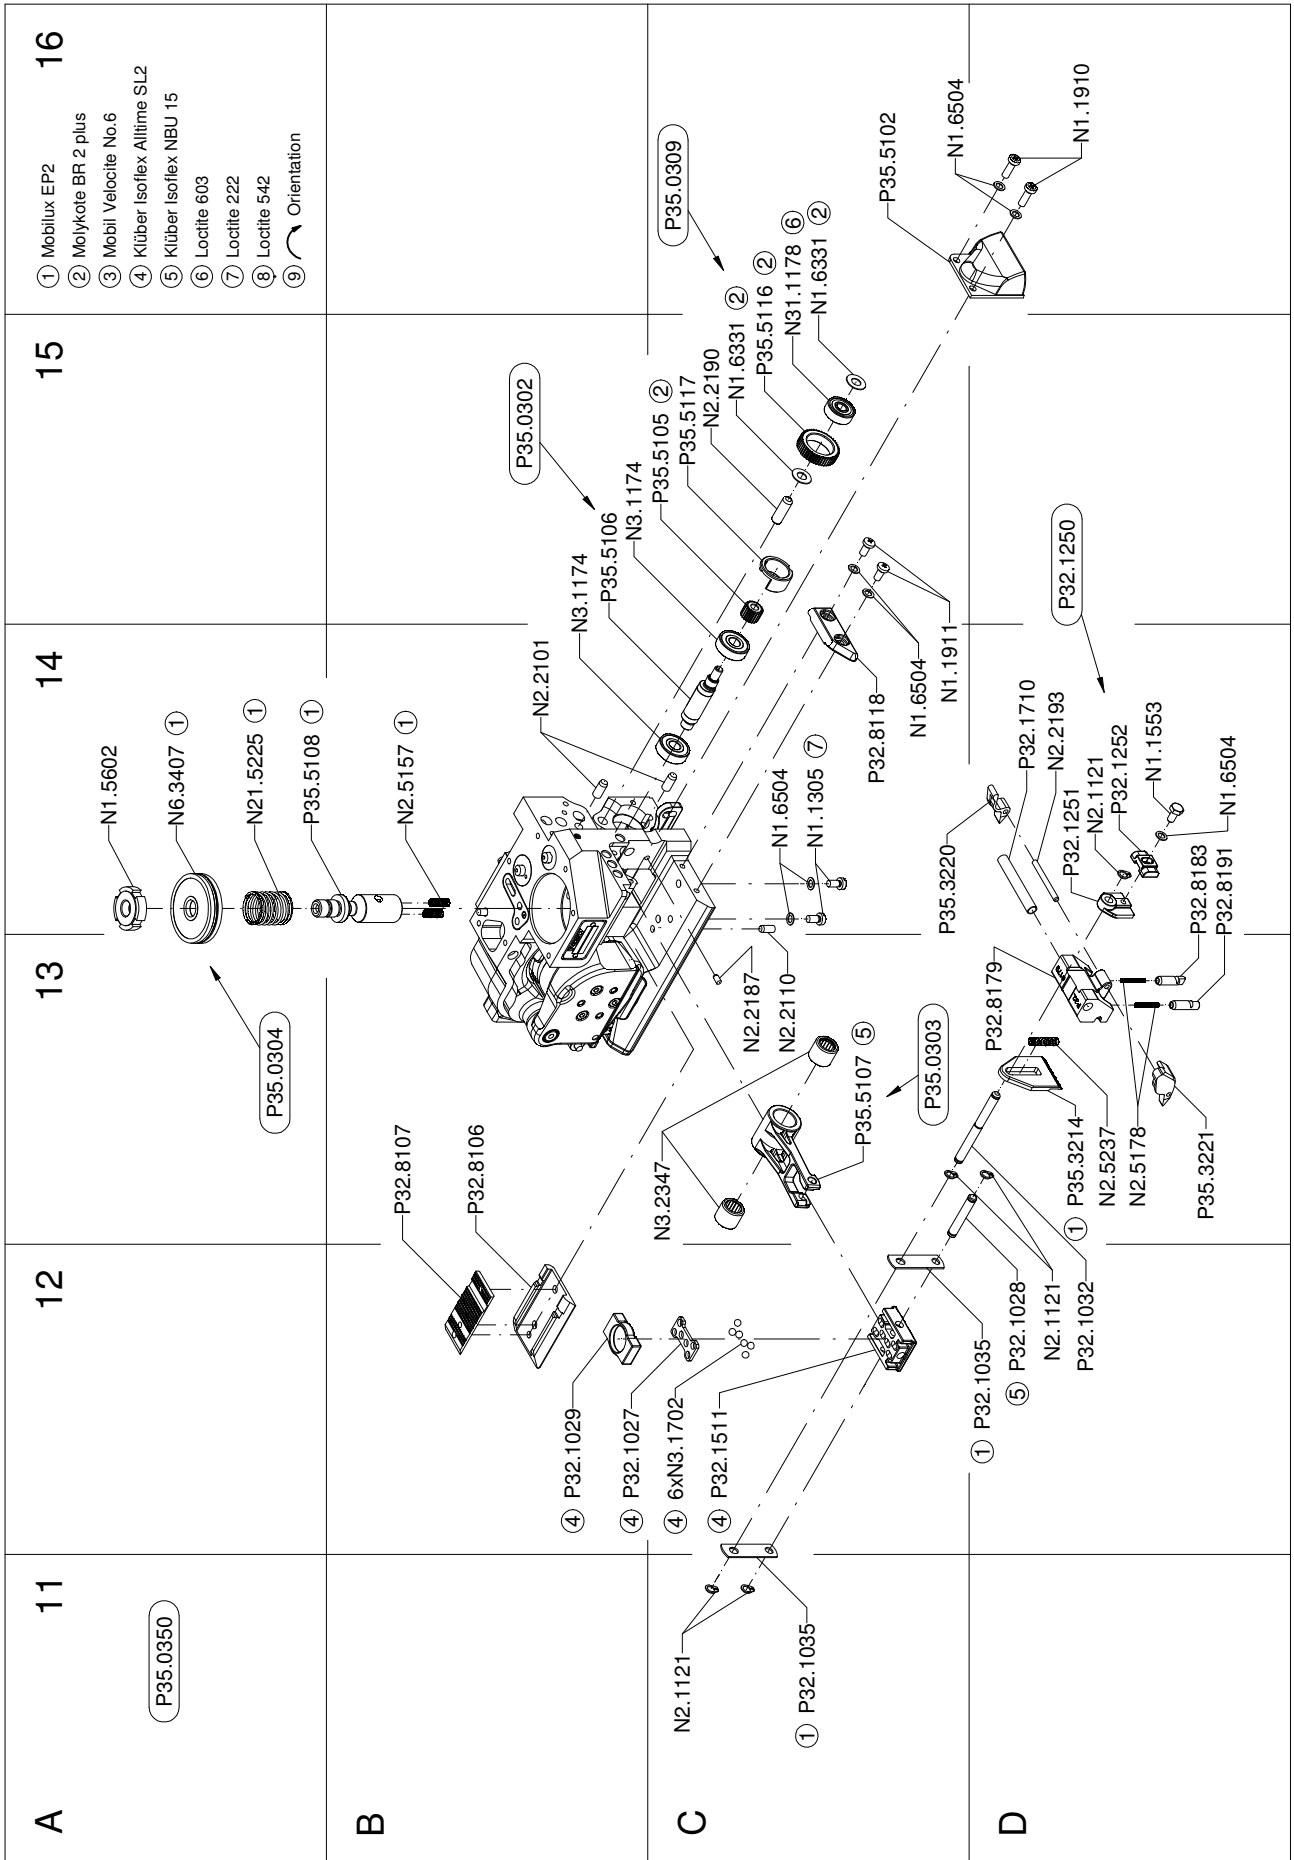 A
B
C
D
11
12
13
14
15
16
① Mobilux EP2
② Molykote BR 2 plus
③ Mobil Velocite No.6
④ Klüber Isoflex Alltime SL2
⑤ Klüber Isoflex NBU 15
⑥ Loctite 603
⑦ Loctite 222
⑧ Loctite 542
⑨ Orientation
P35.0350
P35.0304
N1.5602
N6.3407 ①
N21.5225 ①
P35.5108 ①
N2.5157 ①
P32.8107
P32.8106
④ P32.1029
④ P32.1027
④ 6xN3.1702
④ P32.1511
N2.2101
N3.1174
P35.5106
N3.1174
P35.5105 ②
P35.5117
N2.2190
N1.6331 ②
P35.5116 ②
N31.1178 ⑥
N1.6331 ②
P35.0302
P35.0309
P35.5102
N1.6504
N1.1910
N2.1121
① P32.1035
N3.2347
N2.2187
N2.2110
P35.5107 ⑤
P35.0303
N1.6504
N1.1305 ⑦
P32.8118
N1.6504
N1.1911
① P32.1035
⑤ P32.1028
N2.1121
P32.1032
① P35.3214
N2.5237
N2.5178
P35.3221
P32.8179
P35.3220
P32.1710
N2.2193
P32.1251
N2.1121
P32.1252
N1.1553
N1.6504
P32.8183
P32.8191
P32.1250